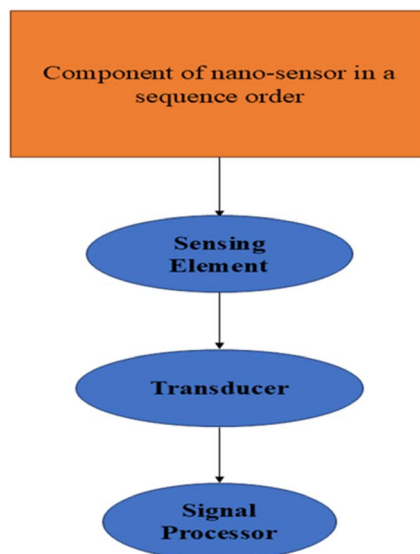 Component of nano-sensor in a
sequence order
Sensing
Element
Transducer
Signal
Processor